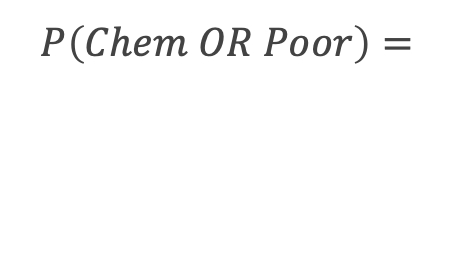 P(Chem OR Poor) =